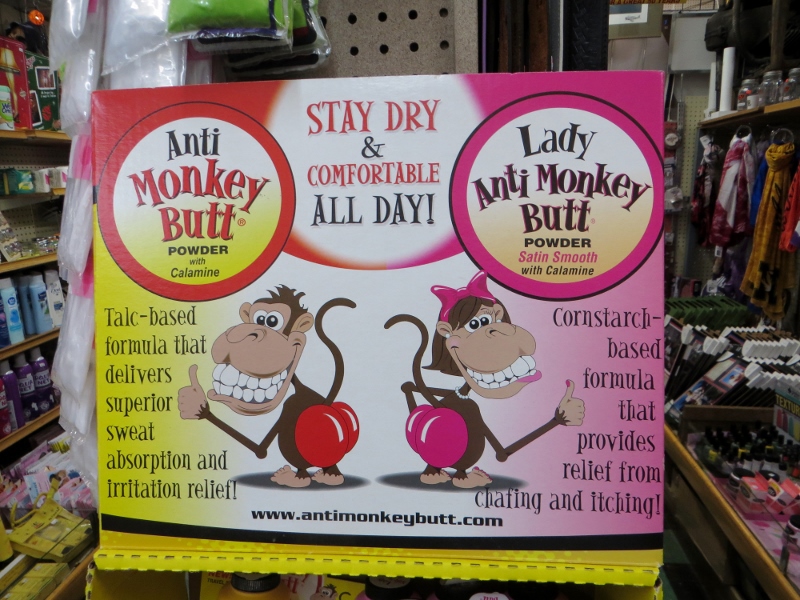 Anti
Monkey
Butt®
POWDER
with
Calamine
STAY DRY
&
COMFORTABLE
ALL DAY!
Lady
Anti Monkey
Butt®
POWDER
Satin Smooth
with Calamine
Talc-based
formula that
delivers
superior
sweat
absorption and
irritation relief!
Cornstarch-
based
formula
that
provides
relief from
chafing and itching!
www.antimonkeybutt.com